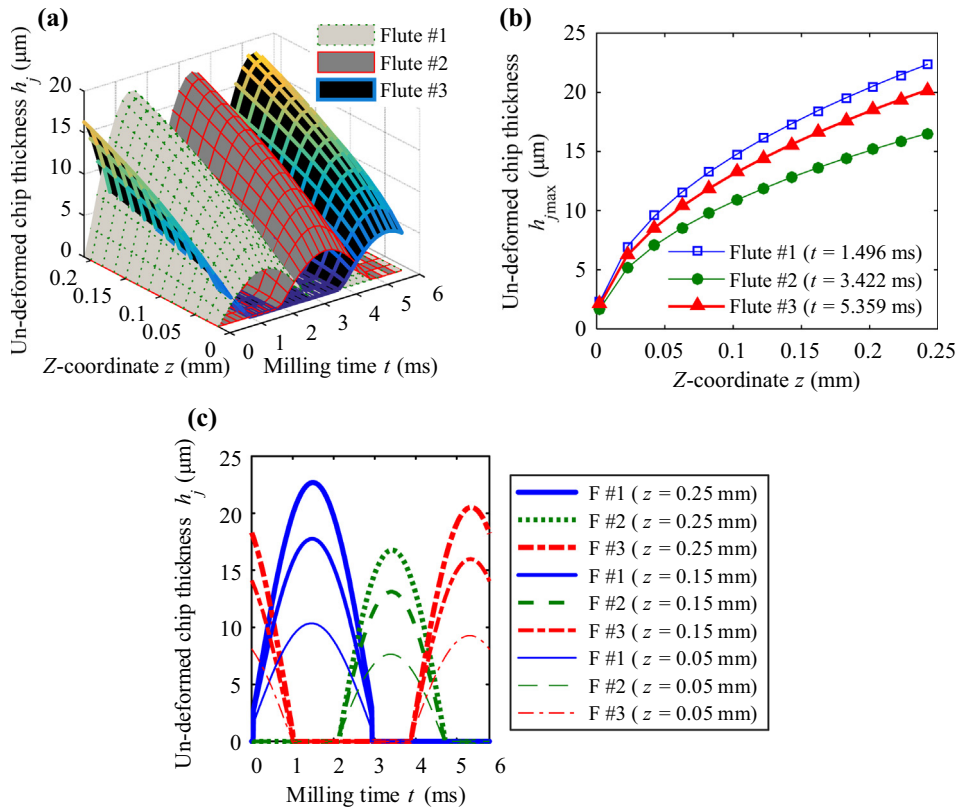 (a)
Un-deformed chip thickness hj (μm)
20
15
10
5
0
0.2
0.15
0.1
0.05
0
Z-coordinate z (mm)
0
1
2
3
4
5
6
Milling time t (ms)
Flute #1
Flute #2
Flute #3
(b)
Un-deformed chip thickness
hjmax (μm)
25
20
15
10
5
0
0
0.05
0.1
0.15
0.2
0.25
Z-coordinate z (mm)
Flute #1 (t = 1.496 ms)
Flute #2 (t = 3.422 ms)
Flute #3 (t = 5.359 ms)
(c)
Un-deformed chip thickness hj (μm)
25
20
15
10
5
0
0
1
2
3
4
5
6
Milling time t (ms)
F #1 ( z = 0.25 mm)
F #2 ( z = 0.25 mm)
F #3 ( z = 0.25 mm)
F #1 ( z = 0.15 mm)
F #2 ( z = 0.15 mm)
F #3 ( z = 0.15 mm)
F #1 ( z = 0.05 mm)
F #2 ( z = 0.05 mm)
F #3 ( z = 0.05 mm)